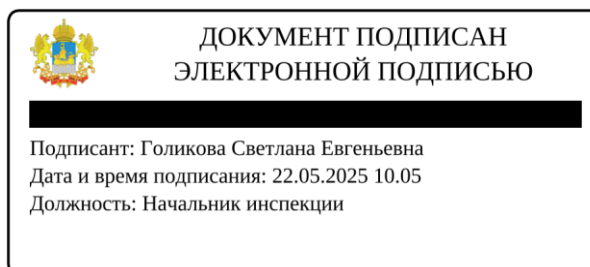 ДОКУМЕНТ ПОДПИСАН
ЭЛЕКТРОННОЙ ПОДПИСЬЮ
Подписант: Голикова Светлана Евгеньевна
Дата и время подписания: 22.05.2025 10.05
Должность: Начальник инспекции